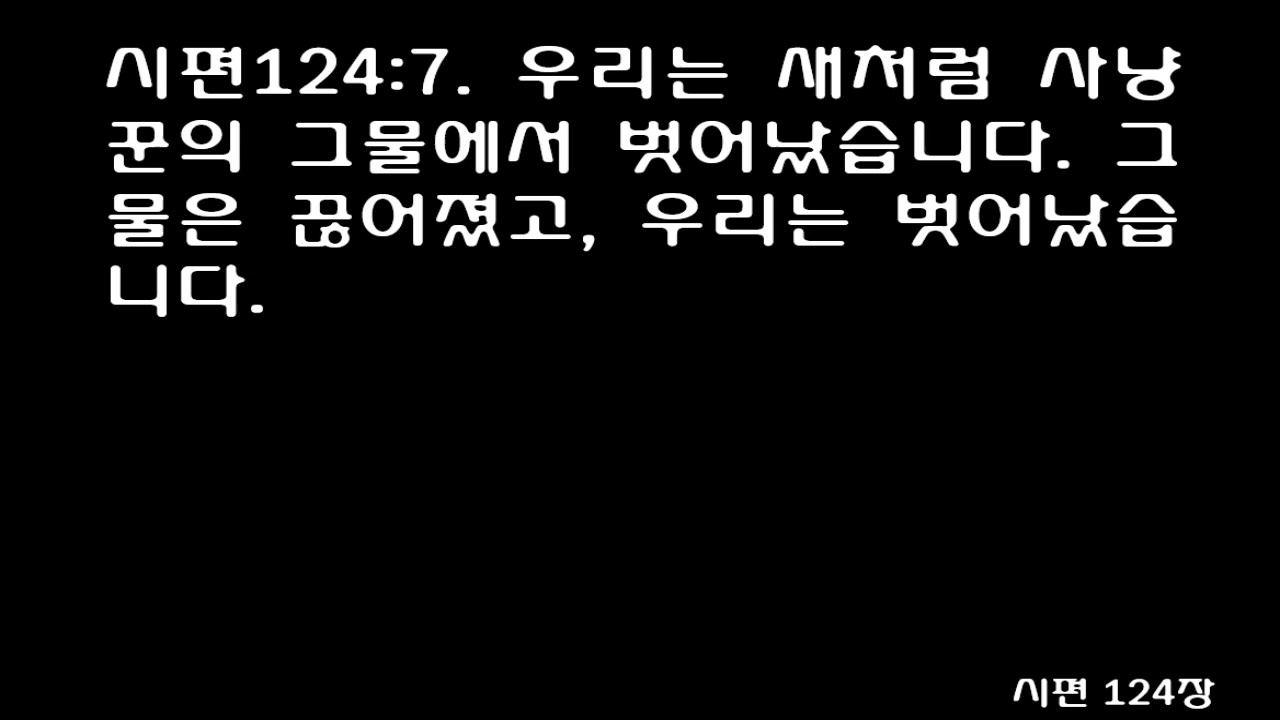 시편124:7. 우리는 새처럼 사냥
꾼의 그물에서 벗어났습니다. 그
물은 끊어졌고, 우리는 벗어났습
니다.
시편 124장